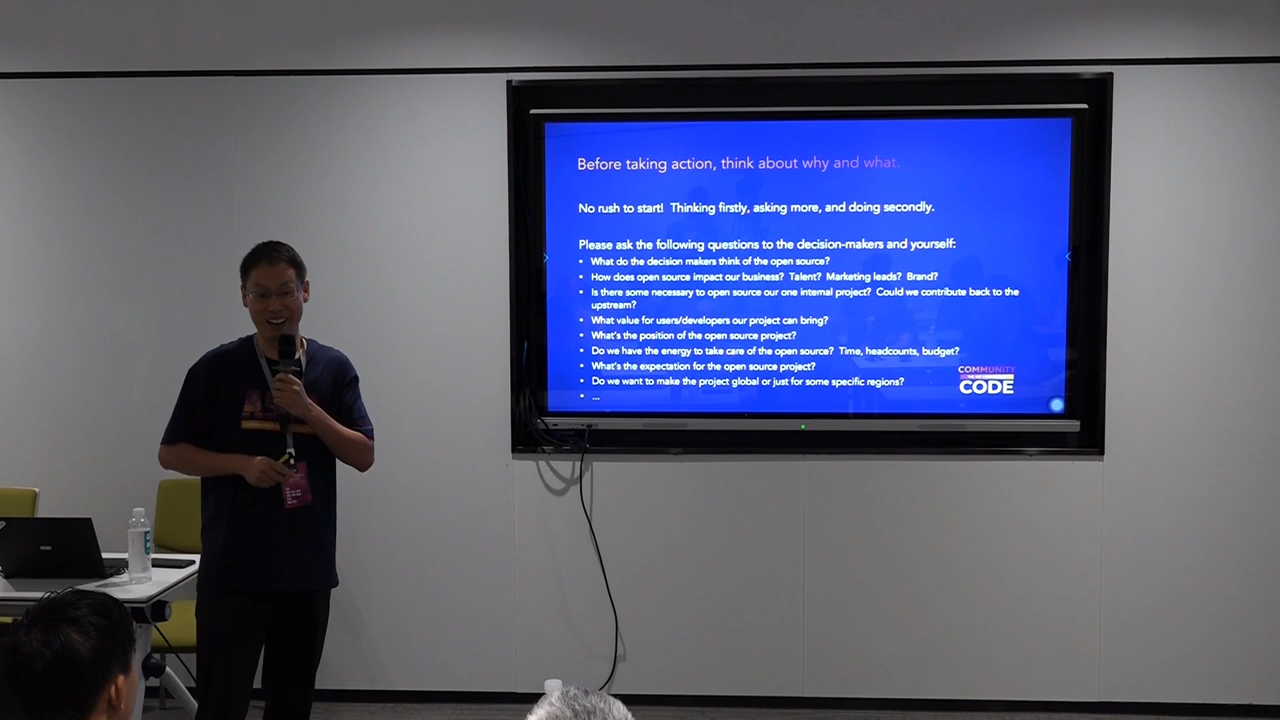 Before taking action, think about why and what.
No rush to start! Thinking firstly, asking more, and doing secondly.
Please ask the following questions to the decision-makers and yourself:
• What do the decision makers think of the open source?
• How does open source impact our business? Talent? Marketing leads? Brand?
• Is there some necessary to open source our one internal project? Could we contribute back to the
upstream?
• What value for users/developers our project can bring?
• What's the position of the open source project?
• Do we have the energy to take care of the open source? Time, headcounts, budget?
• What's the expectation for the open source project?
• Do we want to make the project global or just for some specific regions?
• ...
COMMUNITY
CODE